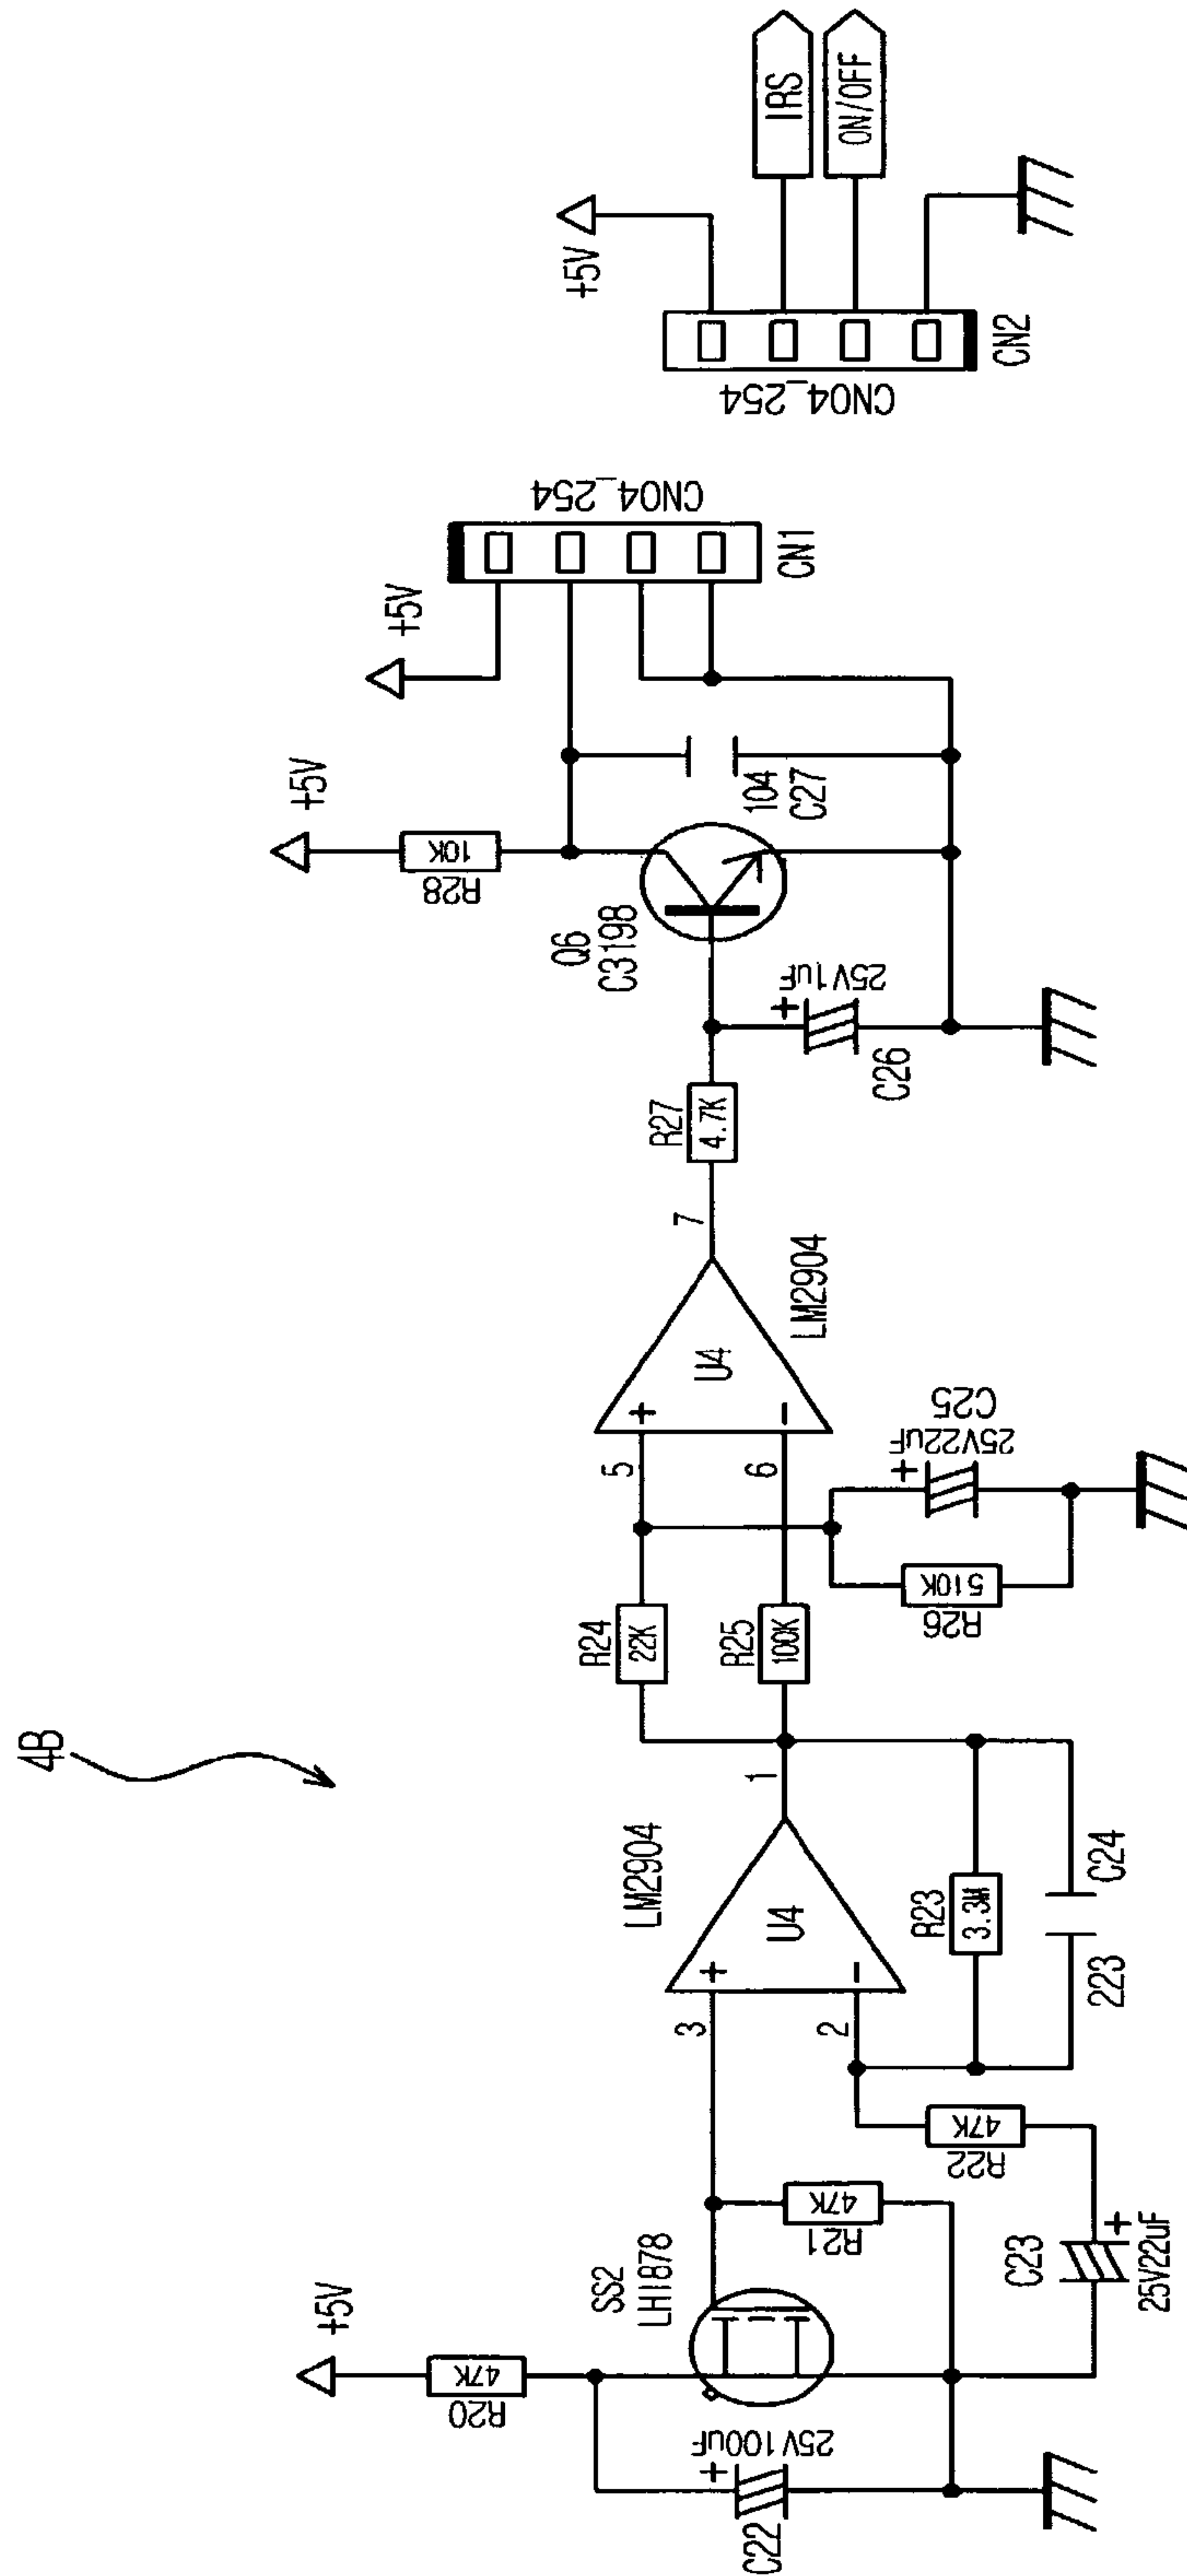 4B
+5V
R20
47K
C22
25V100uF
+
SS2
LHI878
R21
47K
C23
25V22uF
+
R22
47K
3
2
+
-
U4
LM2904
1
R23
3.3M
223
C24
R24
22K
R25
100K
R26
510K
C25
25V22uF
+
5
6
+
-
U4
LM2904
7
R27
4.7K
C26
25V1uF
+
Q6
C3198
R28
10K
+5V
104
C27
+5V
CN04_254
CN1
+5V
CN04_254
CN2
IRS
ON/OFF